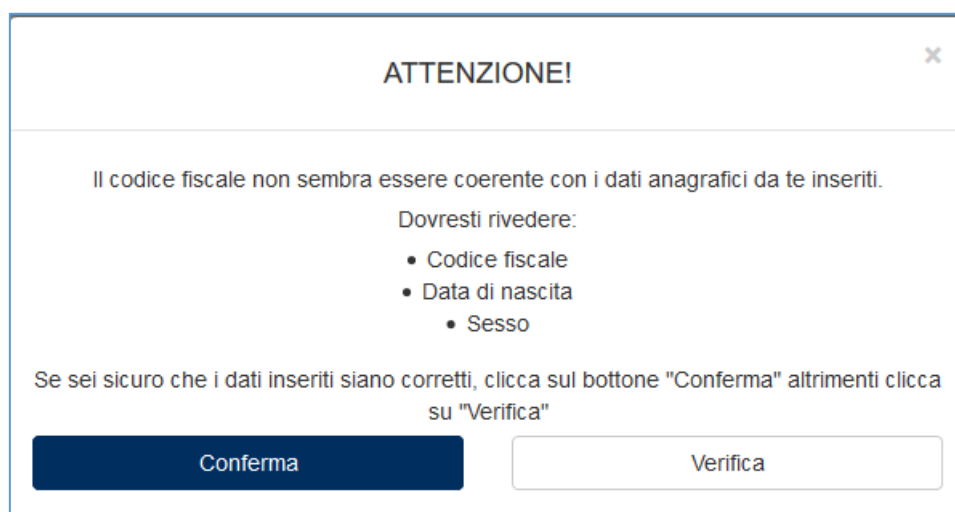 ATTENZIONE!
×
Il codice fiscale non sembra essere coerente con i dati anagrafici da te inseriti.
Dovresti rivedere:
• Codice fiscale
• Data di nascita
• Sesso
Se sei sicuro che i dati inseriti siano corretti, clicca sul bottone "Conferma" altrimenti clicca
su "Verifica"
Conferma Verifica